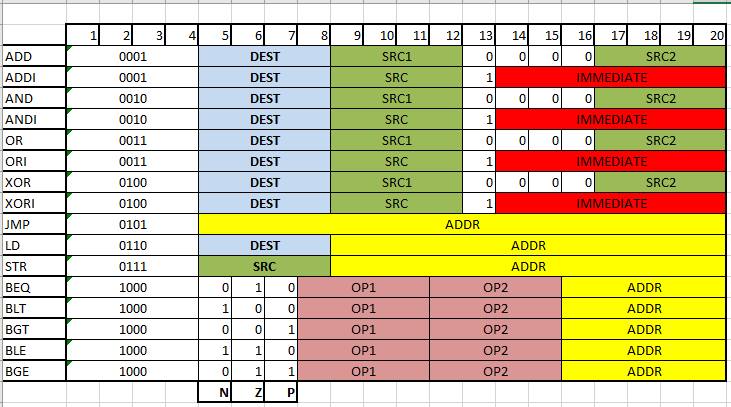 1 2 3 4 5 6 7 8 9 10 11 12 13 14 15 16 17 18 19 20
ADD 0001 DEST SRC1 0 0 0 0 SRC2
ADDI 0001 DEST SRC 1 IMMEDIATE
AND 0010 DEST SRC1 0 0 0 0 SRC2
ANDI 0010 DEST SRC 1 IMMEDIATE
OR 0011 DEST SRC1 0 0 0 0 SRC2
ORI 0011 DEST SRC 1 IMMEDIATE
XOR 0100 DEST SRC1 0 0 0 0 SRC2
XORI 0100 DEST SRC 1 IMMEDIATE
JMP 0101 ADDR
LD 0110 DEST ADDR
STR 0111 SRC ADDR
BEQ 1000 0 1 0 OP1 OP2 ADDR
BLT 1000 1 0 0 OP1 OP2 ADDR
BGT 1000 0 0 1 OP1 OP2 ADDR
BLE 1000 1 1 0 OP1 OP2 ADDR
BGE 1000 0 1 1 OP1 OP2 ADDR
N Z P